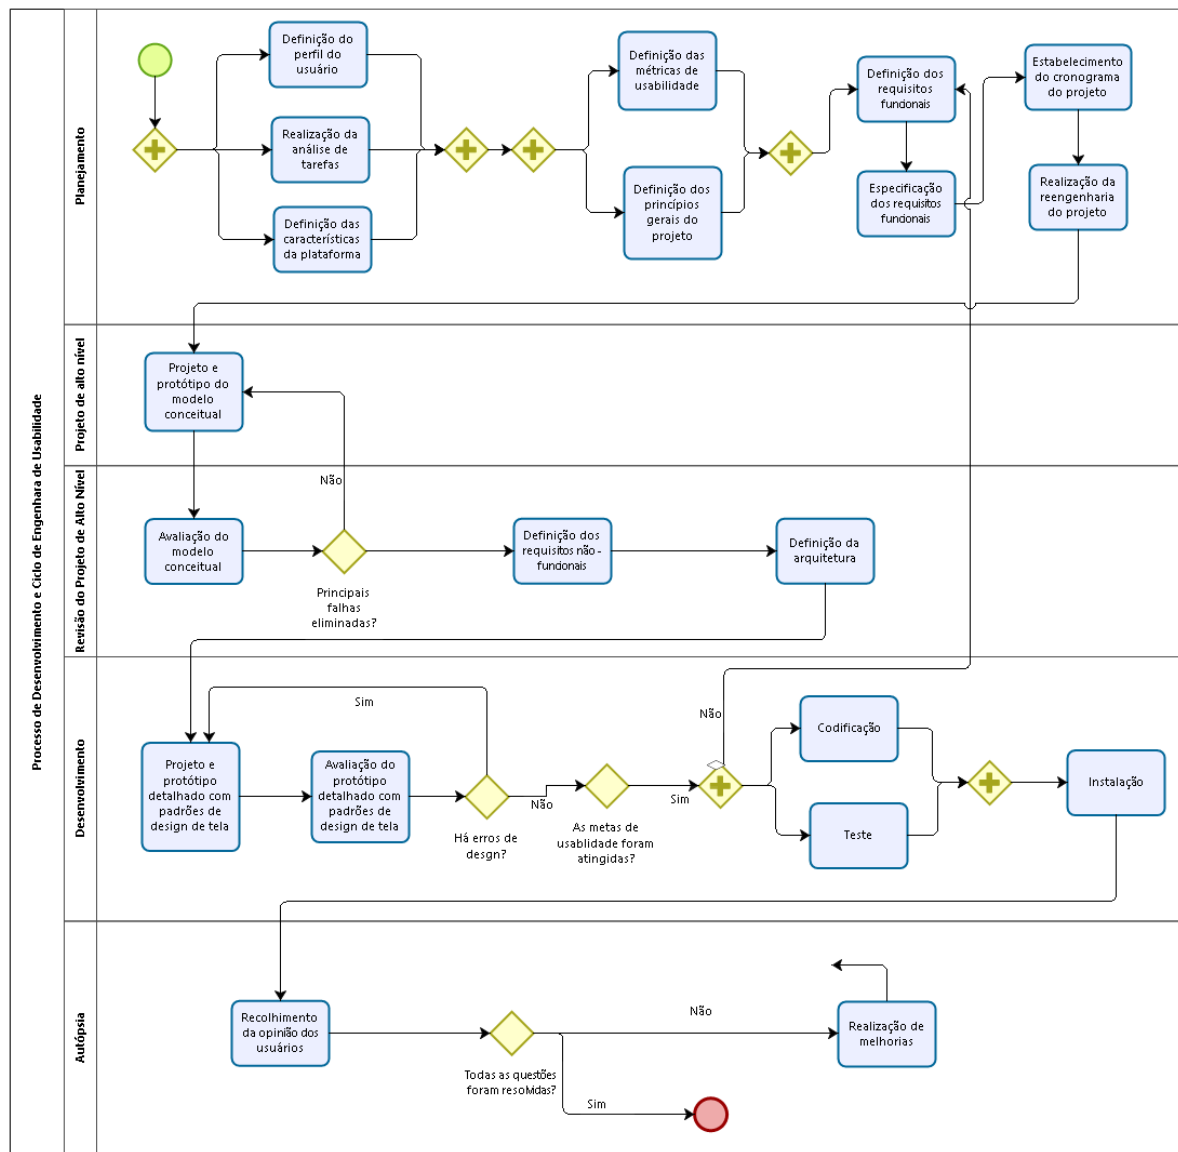 Processo de Desenvolvimento e Ciclo de Engenhara de Usabilidade
Planejamento
Definição do
perfil do
usuário
Realização da
análise de
tarefas
Definição das
características
da plataforma
Definição das
métricas de
usabilidade
Definição dos
princípios
gerais do
projeto
Definição dos
requisitos
funcionais
Especificação
dos requisitos
funcionais
Estabelecimento
do cronograma
do projeto
Realização da
reengenharia
do projeto
Projeto de alto nível
Projeto e
protótipo do
modelo
conceitual
Não
Revisão do Projeto de Alto Nível
Avaliação do
modelo
conceitual
Principais
falhas
eliminadas?
Definição dos
requisitos não -
funcionais
Definição da
arquitetura
Desenvolvimento
Sim
Projeto e
protótipo
detalhado com
padrões de
design de tela
Avaliação do
protótipo
detalhado com
padrões de
design de tela
Há erros de
desgn?
Não
As metas de
usablidade foram
atingidas?
Sim
Não
Codificação
Teste
Instalação
Autópsia
Recolhimento
da opinião dos
usuários
Todas as questões
foram resolvidas?
Não
Sim
Realização de
melhorias